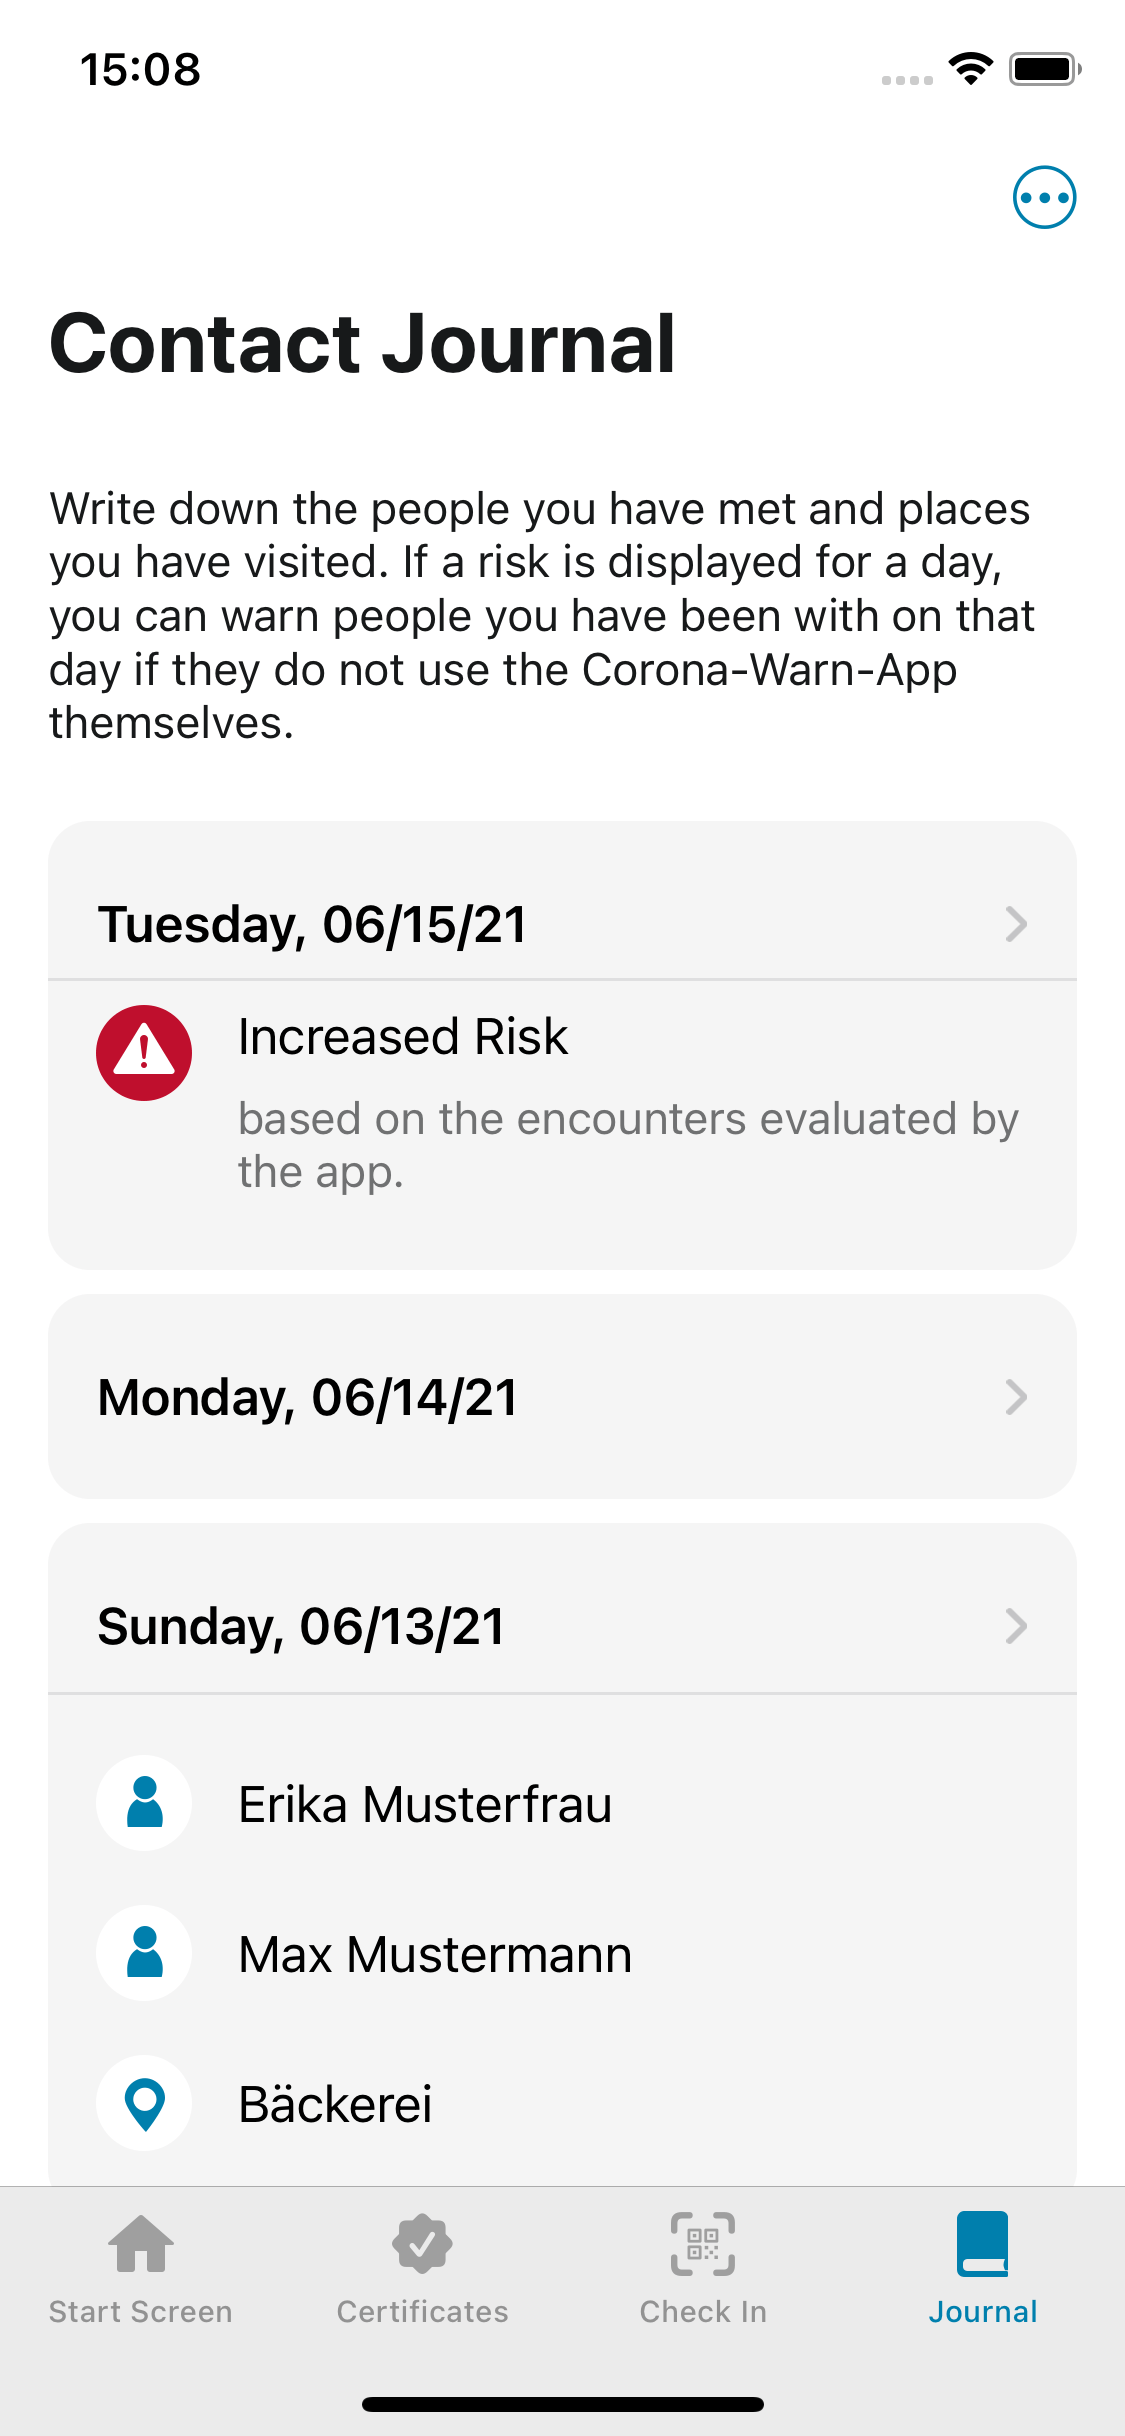 15:08
Contact Journal
Write down the people you have met and places
you have visited. If a risk is displayed for a day,
you can warn people you have been with on that
day if they do not use the Corona-Warn-App
themselves.
Tuesday, 06/15/21
Increased Risk
based on the encounters evaluated by
the app.
Monday, 06/14/21
Sunday, 06/13/21
Erika Musterfrau
Max Mustermann
Bäckerei
Start Screen
Certificates
Check In
Journal